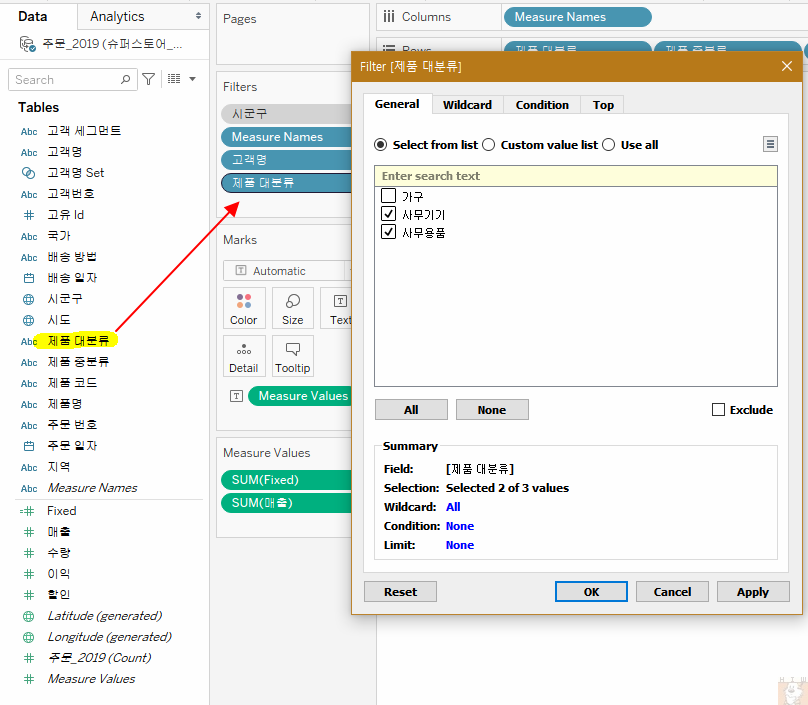 Data
Analytics
주문_2019 (슈퍼스토어_...
Search
Tables
Abc 고객 세그먼트
Abc 고객명
고객명 Set
Abc 고객번호
# 고유 Id
Abc 국가
Abc 배송 방법
배송 일자
시군구
시도
Abc 제품 대분류
Abc 제품 중분류
Abc 제품 코드
Abc 제품명
Abc 주문 번호
주문 일자
Abc 지역
Abc Measure Names
=# Fixed
# 매출
# 수량
# 이익
# 할인
Latitude (generated)
Longitude (generated)
# 주문_2019 (Count)
# Measure Values
Pages
Filters
시군구
Measure Names
고객명
제품 대분류
Marks
T Automatic
Color
Size
T
Text
Detail
Tooltip
T Measure Values
Measure Values
SUM(Fixed)
SUM(매출)
Columns
Measure Names
Rows
제품 대분류
제품 중분류
Filter [제품 대분류]
General
Wildcard
Condition
Top
Select from list
Custom value list
Use all
Enter search text
가구
사무기기
사무용품
All
None
Exclude
Summary
Field: [제품 대분류]
Selection: Selected 2 of 3 values
Wildcard: All
Condition: None
Limit: None
Reset
OK
Cancel
Apply